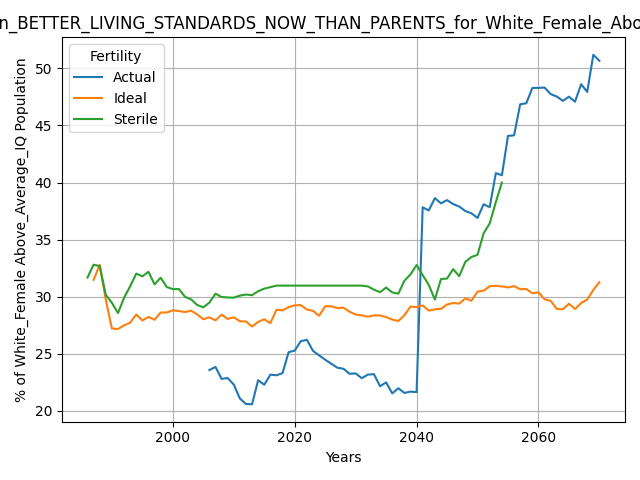 n_BETTER_LIVING_STANDARDS_NOW_THAN_PARENTS_for_White_Female_Abo
Fertility
Actual
Ideal
Sterile
% of White_Female Above_Average_IQ Population
50
45
40
35
30
25
20
2000
2020
2040
2060
Years